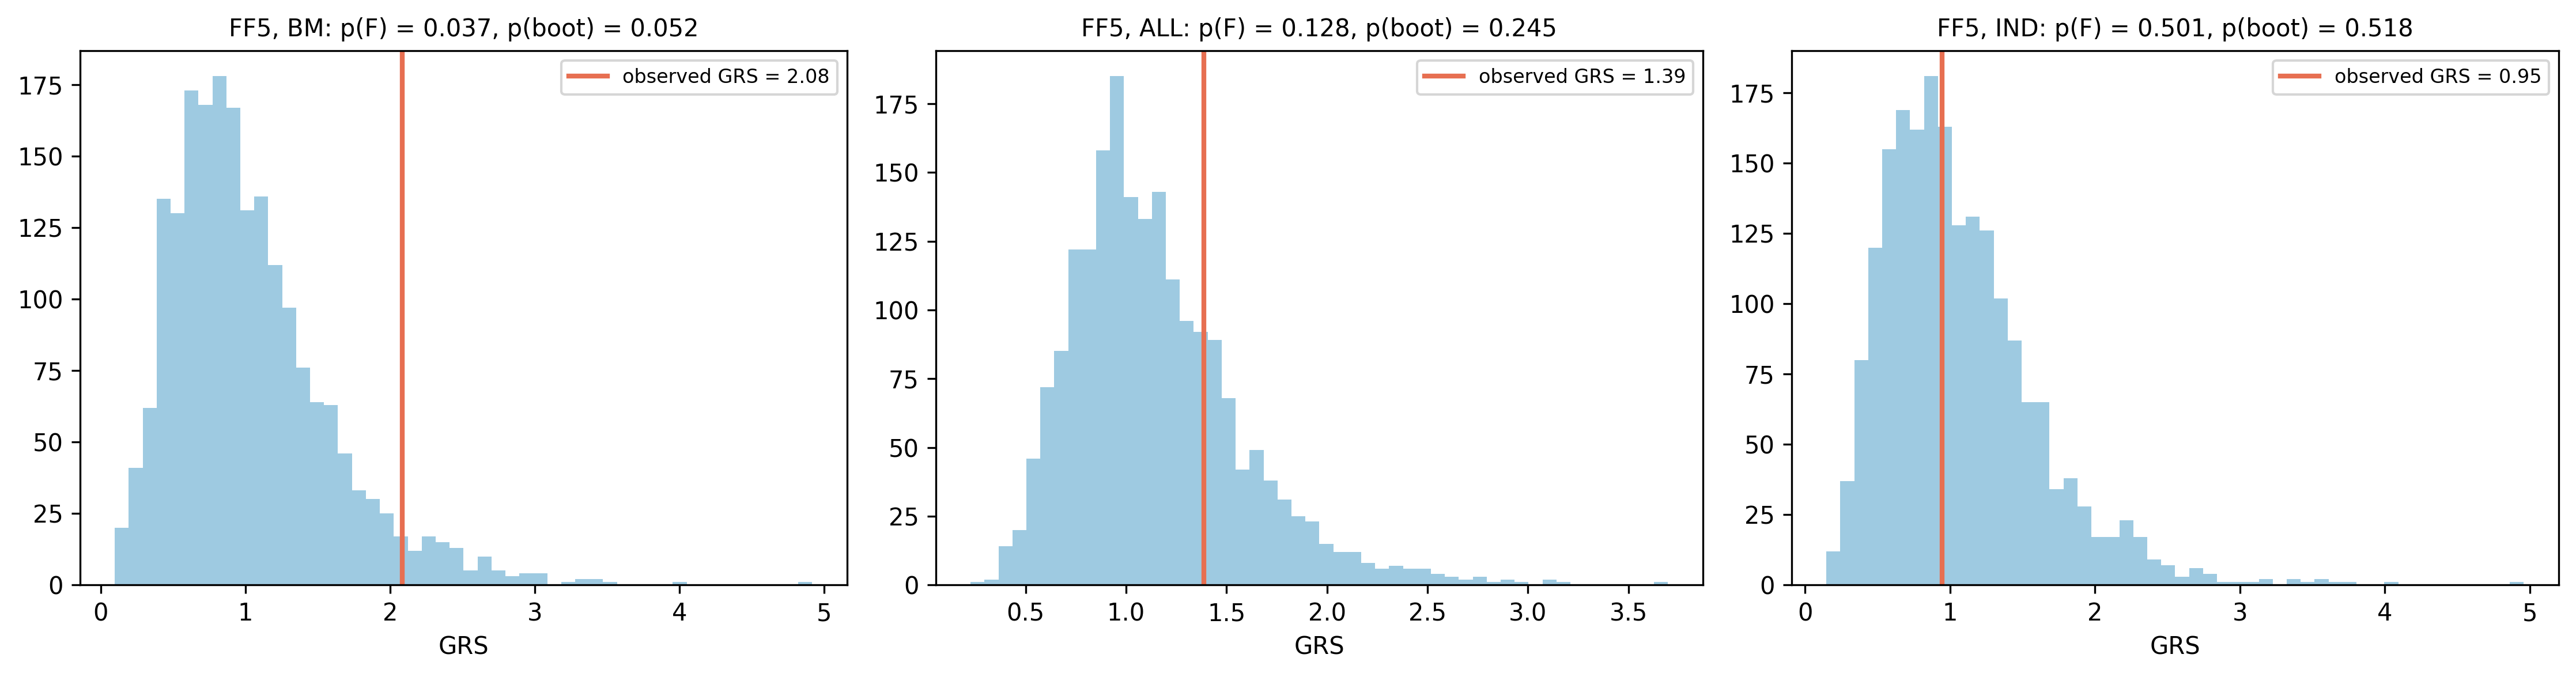 FF5, BM: p(F) = 0.037, p(boot) = 0.052
observed GRS = 2.08
175
150
125
100
75
50
25
0
0 1 2 3 4 5
GRS
FF5, ALL: p(F) = 0.128, p(boot) = 0.245
observed GRS = 1.39
175
150
125
100
75
50
25
0
0.5 1.0 1.5 2.0 2.5 3.0 3.5
GRS
FF5, IND: p(F) = 0.501, p(boot) = 0.518
observed GRS = 0.95
175
150
125
100
75
50
25
0
0 1 2 3 4 5
GRS